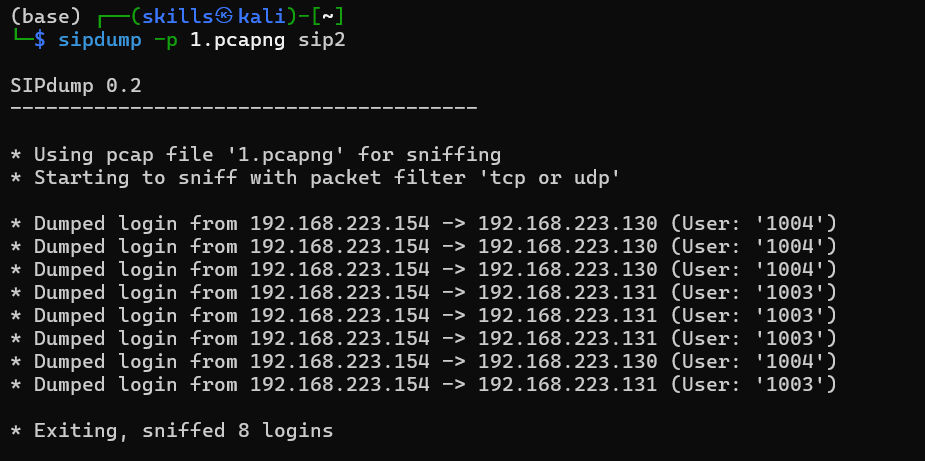 (base) ┌──(skills㉿kali)-[~]
└─$ sipdump -p 1.pcapng sip2
SIPdump 0.2
---------------------------------------
* Using pcap file '1.pcapng' for sniffing
* Starting to sniff with packet filter 'tcp or udp'
* Dumped login from 192.168.223.154 -> 192.168.223.130 (User: '1004')
* Dumped login from 192.168.223.154 -> 192.168.223.130 (User: '1004')
* Dumped login from 192.168.223.154 -> 192.168.223.130 (User: '1004')
* Dumped login from 192.168.223.154 -> 192.168.223.131 (User: '1003')
* Dumped login from 192.168.223.154 -> 192.168.223.131 (User: '1003')
* Dumped login from 192.168.223.154 -> 192.168.223.131 (User: '1003')
* Dumped login from 192.168.223.154 -> 192.168.223.130 (User: '1004')
* Dumped login from 192.168.223.154 -> 192.168.223.131 (User: '1003')
* Exiting, sniffed 8 logins